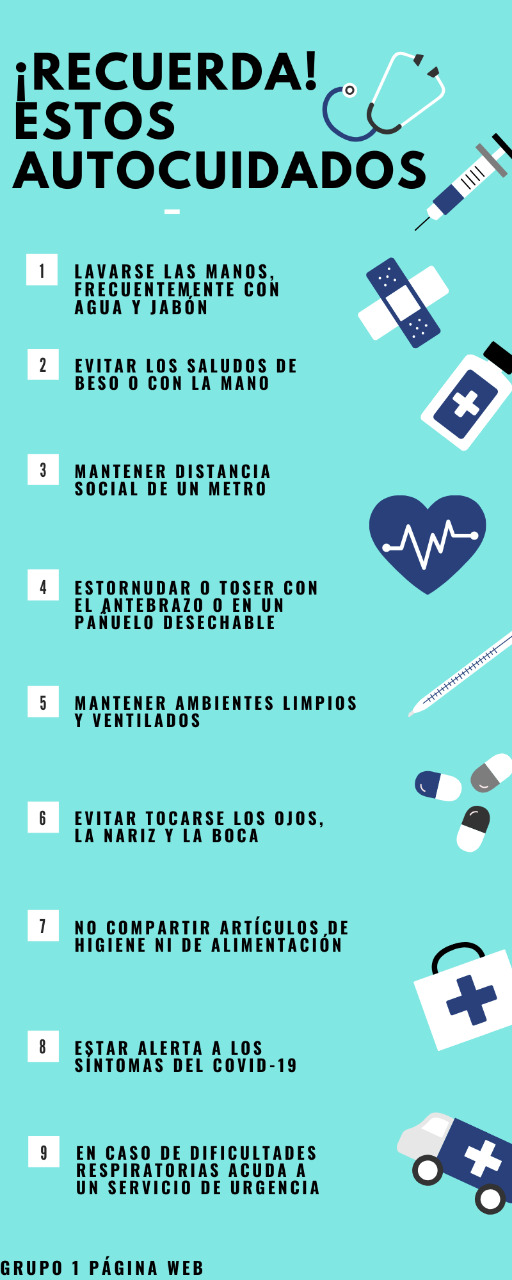 ¡RECUERDA!
ESTOS
AUTOCUIDADOS
1
LAVARSE LAS MANOS,
FRECUENTEMENTE CON
AGUA Y JABÓN
2
EVITAR LOS SALUDOS DE
BESO O CON LA MANO
3
MANTENER DISTANCIA
SOCIAL DE UN METRO
4
ESTORNUDAR O TOSER CON
EL ANTEBRAZO O EN UN
PAÑUELO DESECHABLE
5
MANTENER AMBIENTES LIMPIOS
Y VENTILADOS
6
EVITAR TOCARSE LOS OJOS,
LA NARIZ Y LA BOCA
7
NO COMPARTIR ARTÍCULOS DE
HIGIENE NI DE ALIMENTACIÓN
8
ESTAR ALERTA A LOS
SÍNTOMAS DEL COVID-19
9
EN CASO DE DIFICULTADES
RESPIRATORIAS ACUDA A
UN SERVICIO DE URGENCIA
GRUPO 1 PÁGINA WEB